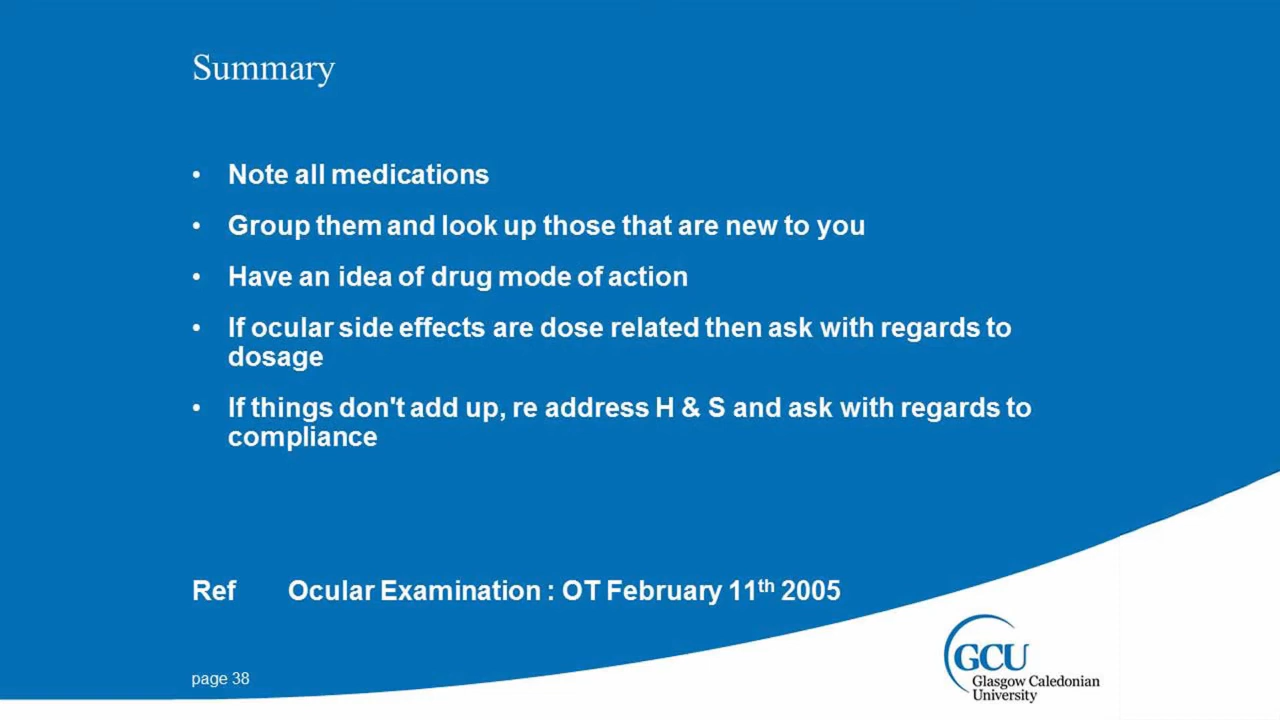 Summary
• Note all medications
• Group them and look up those that are new to you
• Have an idea of drug mode of action
• If ocular side effects are dose related then ask with regards to
dosage
• If things don't add up, re address H & S and ask with regards to
compliance
Ref Ocular Examination : OT February 11th 2005
page 38
GCU
Glasgow Caledonian
University